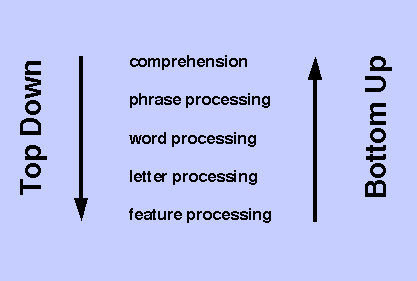 Top Down
comprehension
phrase processing
word processing
letter processing
feature processing
Bottom Up